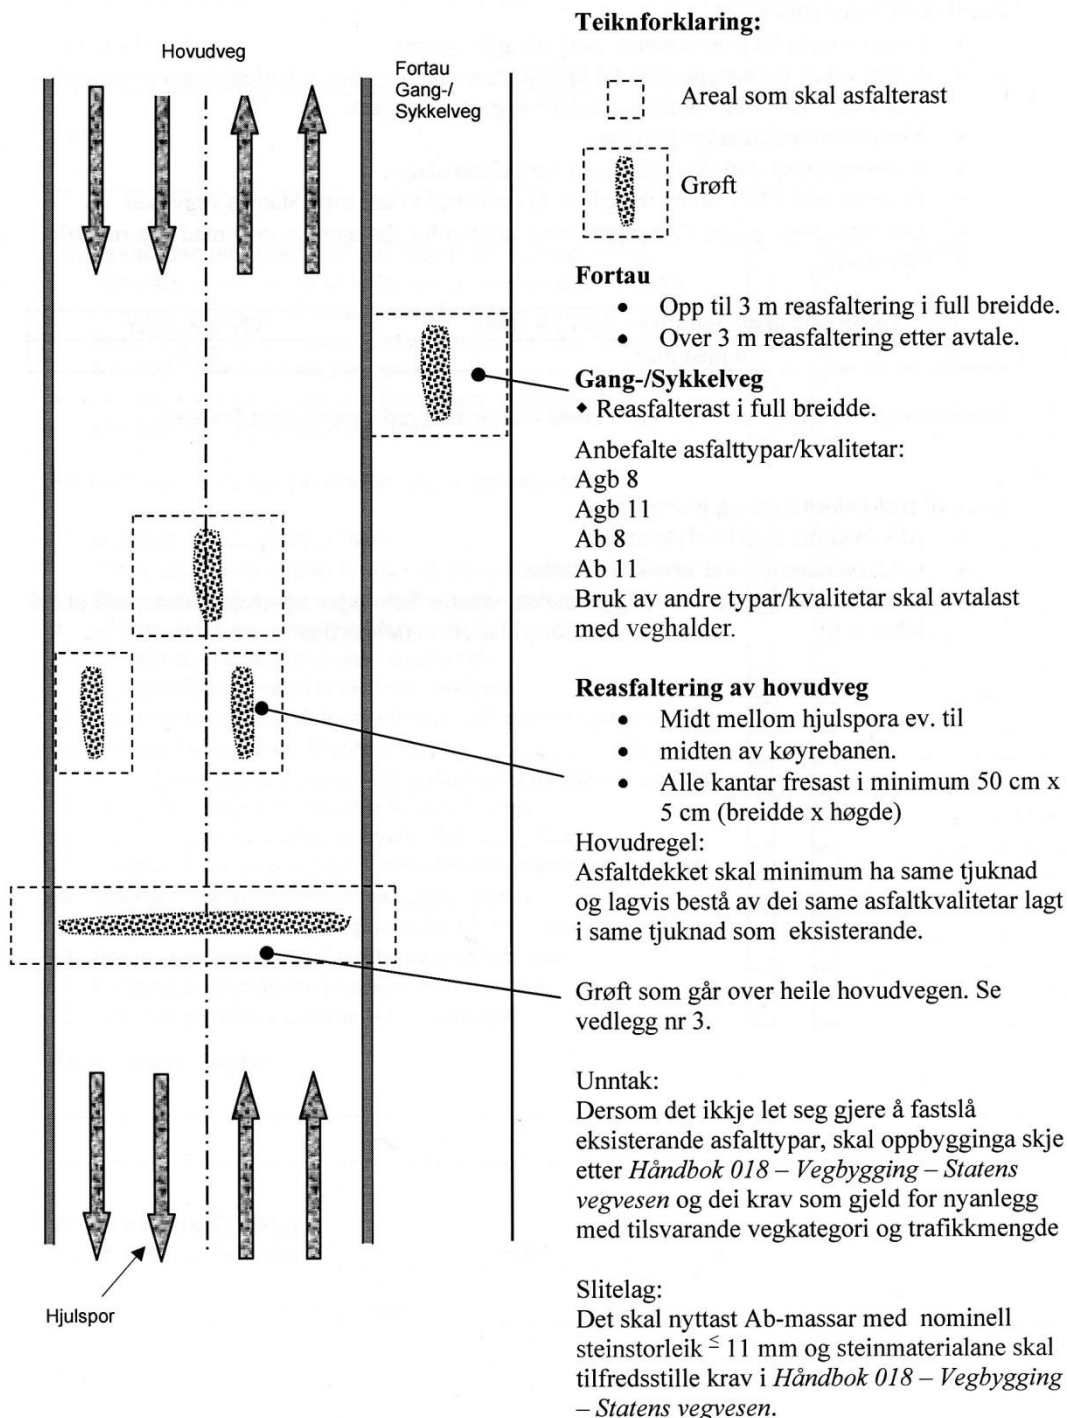 Teiknforklaring:
Hovudveg
Fortau
Gang-/
Sykkelveg
Areal som skal asfalterast
Grøft
Fortau
• Opp til 3 m reasfaltering i full breidde.
• Over 3 m reasfaltering etter avtale.
Gang-/Sykkelveg
◆ Reasfalterast i full breidde.
Anbefalte asfalttypar/kvalitetar:
Agb 8
Agb 11
Ab 8
Ab 11
Bruk av andre typar/kvalitetar skal avtalast
med veghalder.
Reasfaltering av hovudveg
• Midt mellom hjulspora ev. til
• midten av køyrebanen.
• Alle kantar fresast i minimum 50 cm x
5 cm (breidde x høgde)
Hovudregel:
Asfaltdekket skal minimum ha same tjuknad
og lagvis bestå av dei same asfaltkvalitetar lagt
i same tjuknad som eksisterande.
Grøft som går over heile hovudvegen. Se
vedlegg nr 3.
Unntak:
Dersom det ikkje let seg gjere å fastslå
eksisterande asfalttypar, skal oppbygginga skje
etter Håndbok 018 – Vegbygging – Statens
vegvesen og dei krav som gjeld for nyanlegg
med tilsvarande vegkategori og trafikkmengde
Hjulspor
Slitelag:
Det skal nyttast Ab-massar med nominell
steinstorleik ≤ 11 mm og steinmaterialane skal
tilfredsstille krav i Håndbok 018 – Vegbygging
– Statens vegvesen.